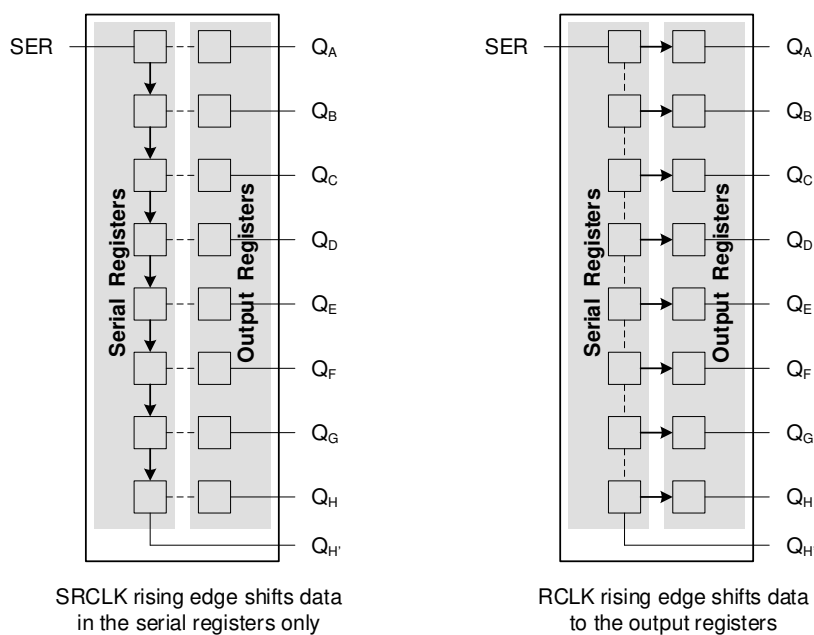 SER
Serial Registers
Output Registers
QA
QB
QC
QD
QE
QF
QG
QH
QH'
SRCLK rising edge shifts data
in the serial registers only
SER
Serial Registers
Output Registers
QA
QB
QC
QD
QE
QF
QG
QH
QH'
RCLK rising edge shifts data
to the output registers